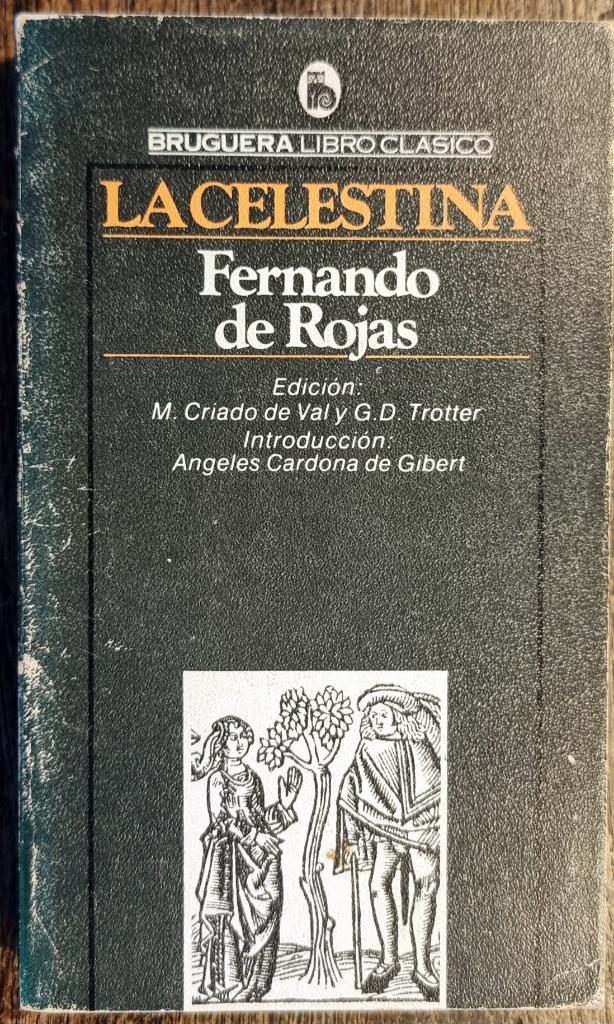 BRUGUERA LIBRO CLASICO
LA CELESTINA
Fernando
de Rojas
Edición:
M. Criado de Val y G.D. Trotter
Introducción:
Angeles Cardona de Gibert